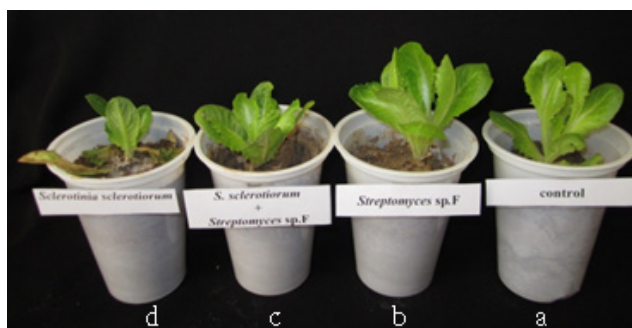 Sclerotinia sclerotiorum
S. sclerotiorum
+
Streptomyces sp.F
Streptomyces sp.F
control
d
c
b
a